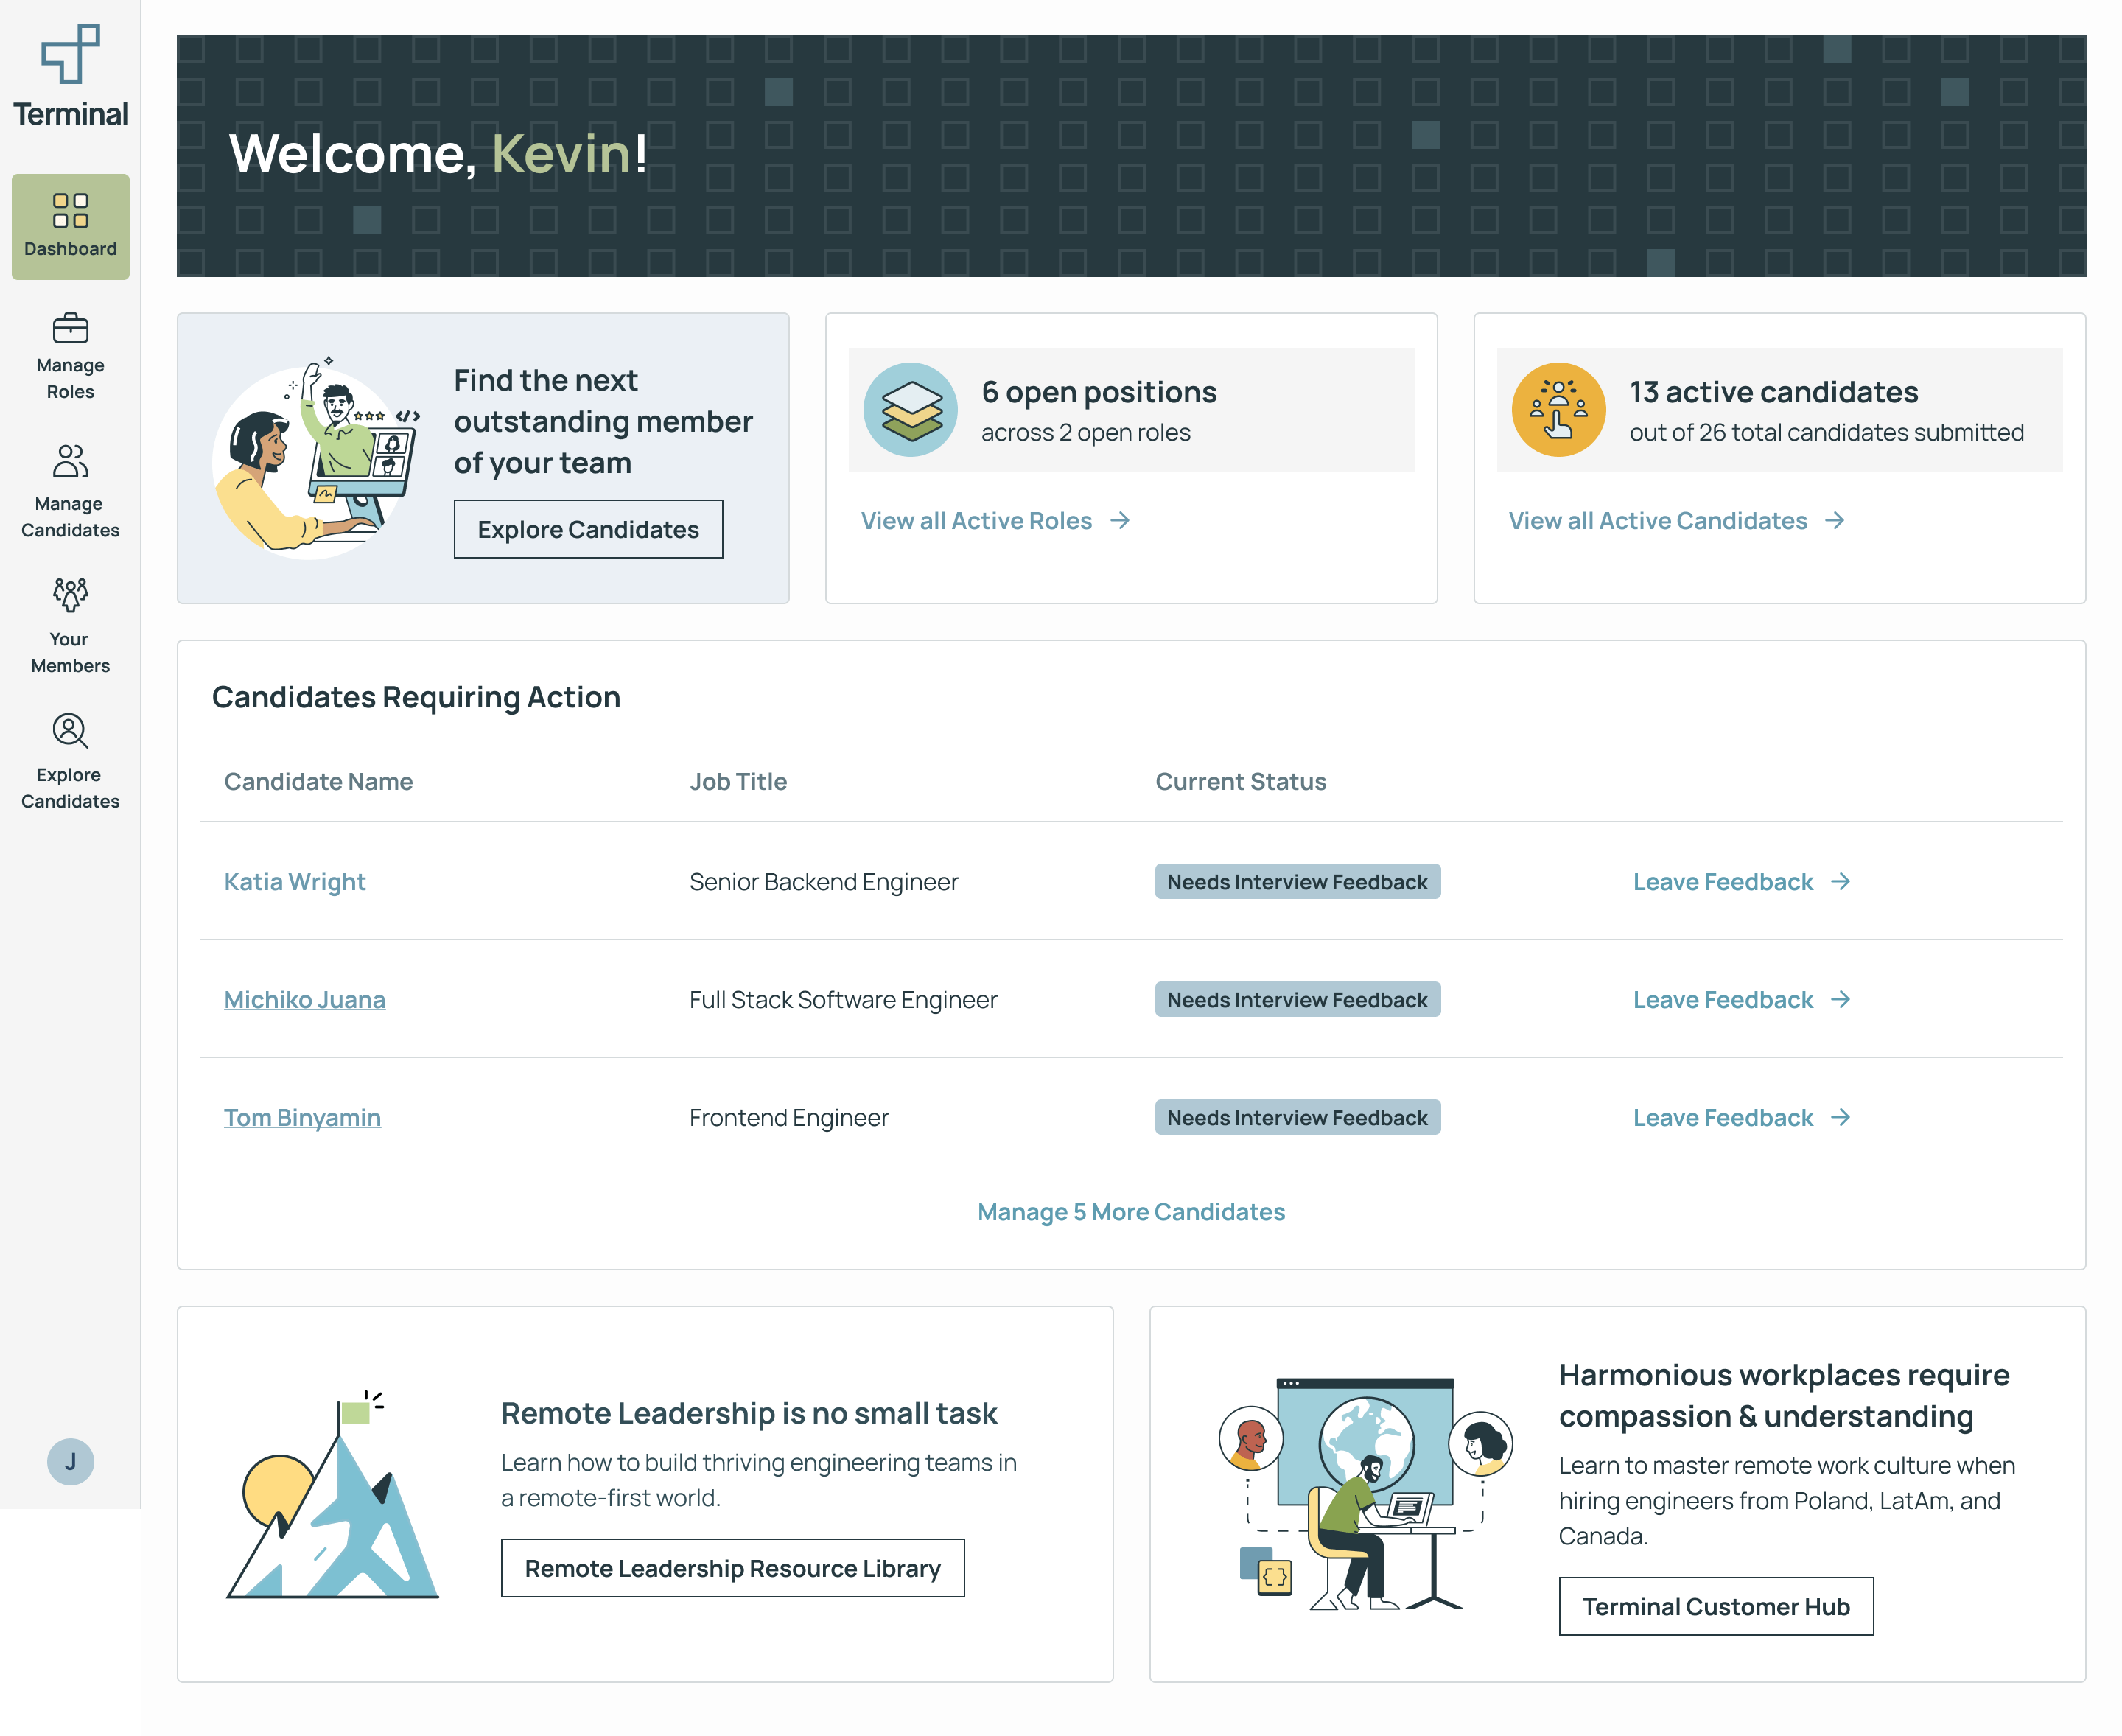 Terminal
Dashboard
Manage
Roles
Manage
Candidates
Your
Members
Explore
Candidates
J
Welcome, Kevin!
Find the next
outstanding member
of your team
Explore Candidates
6 open positions
across 2 open roles
View all Active Roles →
13 active candidates
out of 26 total candidates submitted
View all Active Candidates →
Candidates Requiring Action
Candidate Name Job Title Current Status
Katia Wright Senior Backend Engineer Needs Interview Feedback Leave Feedback →
Michiko Juana Full Stack Software Engineer Needs Interview Feedback Leave Feedback →
Tom Binyamin Frontend Engineer Needs Interview Feedback Leave Feedback →
Manage 5 More Candidates
Remote Leadership is no small task
Learn how to build thriving engineering teams in
a remote-first world.
Remote Leadership Resource Library
Harmonious workplaces require
compassion & understanding
Learn to master remote work culture when
hiring engineers from Poland, LatAm, and
Canada.
Terminal Customer Hub